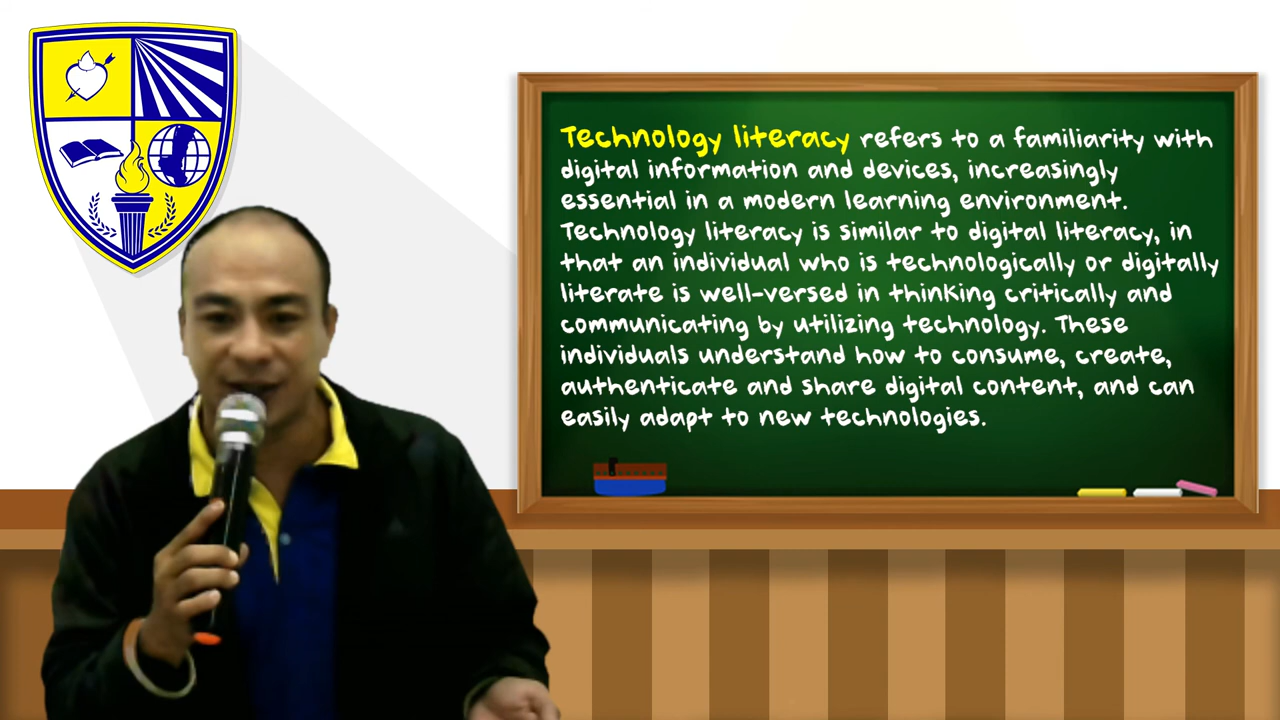 Technology literacy refers to a familiarity with
digital information and devices, increasingly
essential in a modern learning environment.
Technology literacy is similar to digital literacy, in
that an individual who is technologically or digitally
literate is well-versed in thinking critically and
communicating by utilizing technology. These
individuals understand how to consume, create,
authenticate and share digital content, and can
easily adapt to new technologies.